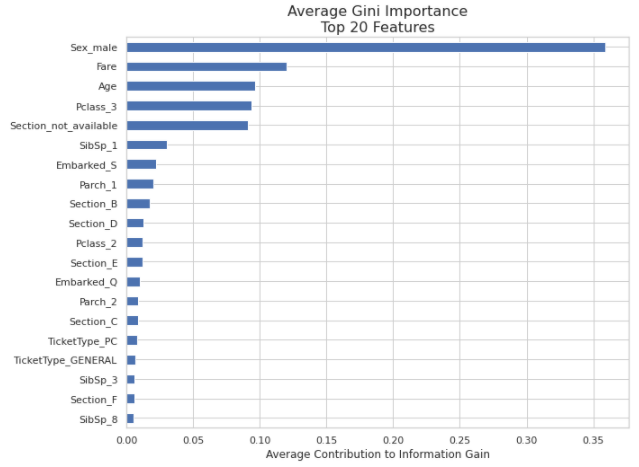 Average Gini Importance
Top 20 Features
Sex_male
Fare
Age
Pclass_3
Section_not_available
SibSp_1
Embarked_S
Parch_1
Section_B
Section_D
Pclass_2
Section_E
Embarked_Q
Parch_2
Section_C
TicketType_PC
TicketType_GENERAL
SibSp_3
Section_F
SibSp_8
0.00 0.05 0.10 0.15 0.20 0.25 0.30 0.35
Average Contribution to Information Gain